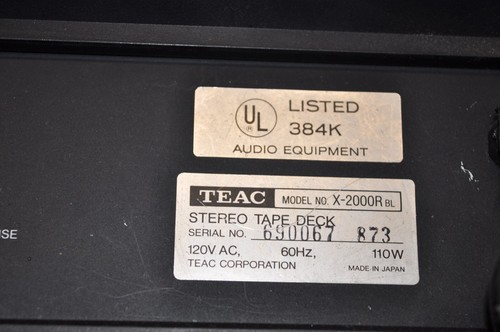 UL LISTED
384K
AUDIO EQUIPMENT
TEAC MODEL NO. X-2000R BL
STEREO TAPE DECK
SERIAL NO. 690067 873
120V AC, 60Hz, 110W
TEAC CORPORATION MADE IN JAPAN